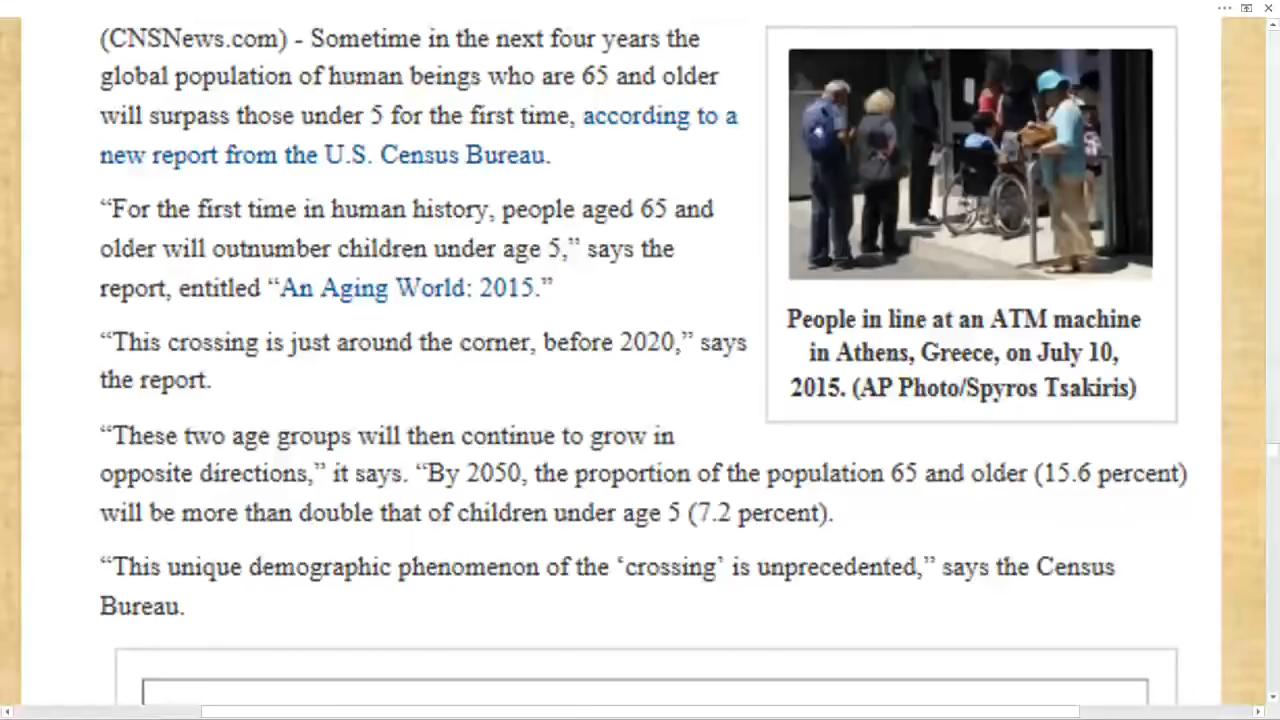 (CNSNews.com) - Sometime in the next four years the
global population of human beings who are 65 and older
will surpass those under 5 for the first time, according to a
new report from the U.S. Census Bureau.
“For the first time in human history, people aged 65 and
older will outnumber children under age 5,” says the
report, entitled “An Aging World: 2015.”
“This crossing is just around the corner, before 2020,” says
the report.
People in line at an ATM machine
in Athens, Greece, on July 10,
2015. (AP Photo/Spyros Tsakiris)
“These two age groups will then continue to grow in
opposite directions,” it says. “By 2050, the proportion of the population 65 and older (15.6 percent)
will be more than double that of children under age 5 (7.2 percent).
“This unique demographic phenomenon of the ‘crossing’ is unprecedented,” says the Census
Bureau.